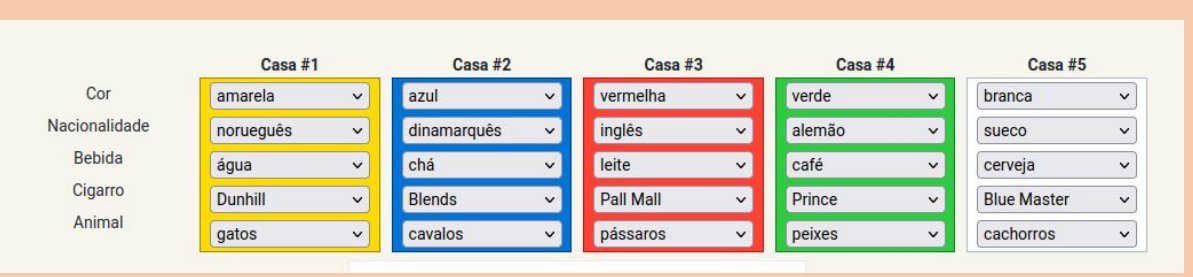 Casa #1 Casa #2 Casa #3 Casa #4 Casa #5
Cor amarela azul vermelha verde branca
Nacionalidade norueguês dinamarquês inglês alemão sueco
Bebida água chá leite café cerveja
Cigarro Dunhill Blends Pall Mall Prince Blue Master
Animal gatos cavalos pássaros peixes cachorros